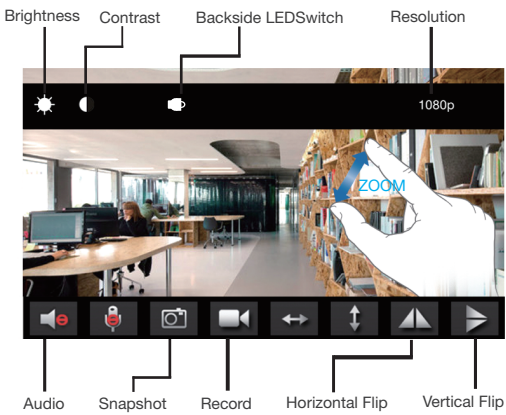 Brightness
Contrast
Backside LEDSwitch
Resolution
1080p
ZOOM
Audio
Snapshot
Record
Horizontal Flip
Vertical Flip